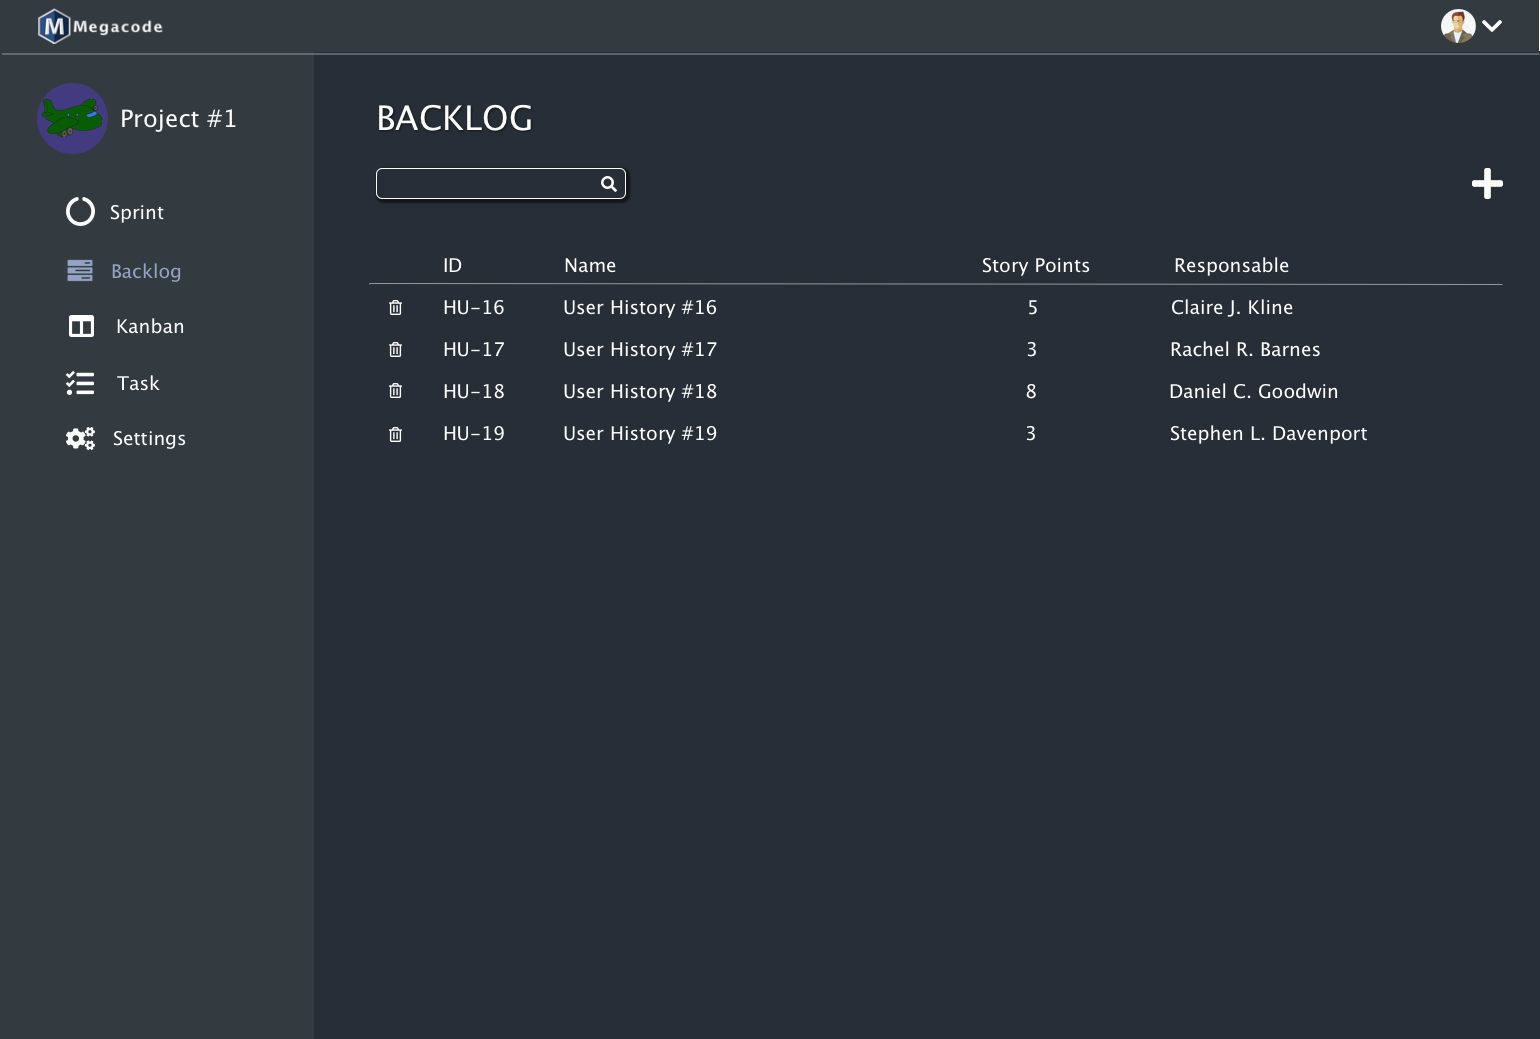 Megacode
Project #1
Sprint
Backlog
Kanban
Task
Settings
BACKLOG
ID Name Story Points Responsable
HU-16 User History #16 5 Claire J. Kline
HU-17 User History #17 3 Rachel R. Barnes
HU-18 User History #18 8 Daniel C. Goodwin
HU-19 User History #19 3 Stephen L. Davenport